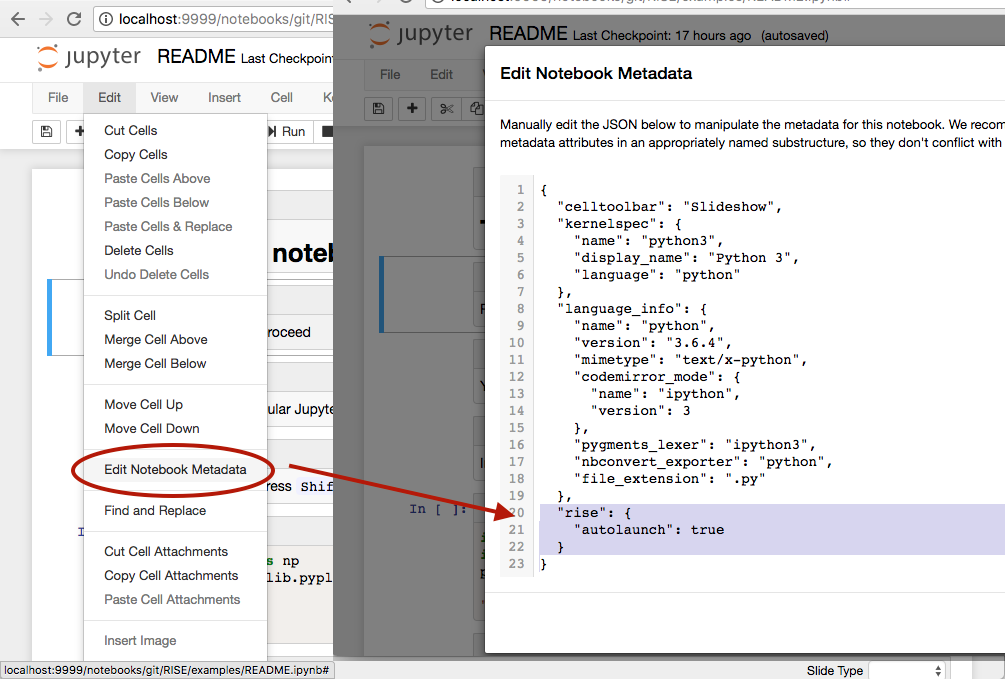 localhost:9999/notebooks/git/RIS
jupyter README Last Checkpoin
File Edit View Insert Cell
Run
Cut Cells
Copy Cells
Paste Cells Above
Paste Cells Below
Paste Cells & Replace
Delete Cells
Undo Delete Cells
Split Cell
Merge Cell Above
Merge Cell Below
Move Cell Up
Move Cell Down
Edit Notebook Metadata
Find and Replace
Cut Cell Attachments
Copy Cell Attachments
Paste Cell Attachments
Insert Image
noteb
roceed
ular Jupyte
ress Shif
s np
lib.pypl
localhost:9999/notebooks/git/RISE/examples/README.ipynb#
jupyter README Last Checkpoint: 17 hours ago (autosaved)
File Edit
In [ ]:
Edit Notebook Metadata
Manually edit the JSON below to manipulate the metadata for this notebook. We recom
metadata attributes in an appropriately named substructure, so they don't conflict with
1 {
2 "celltoolbar": "Slideshow",
3 "kernelspec": {
4 "name": "python3",
5 "display_name": "Python 3",
6 "language": "python"
7 },
8 "language_info": {
9 "name": "python",
10 "version": "3.6.4",
11 "mimetype": "text/x-python",
12 "codemirror_mode": {
13 "name": "ipython",
14 "version": 3
15 },
16 "pygments_lexer": "ipython3",
17 "nbconvert_exporter": "python",
18 "file_extension": ".py"
19 },
20 "rise": {
21 "autolaunch": true
22 }
23 }
Slide Type